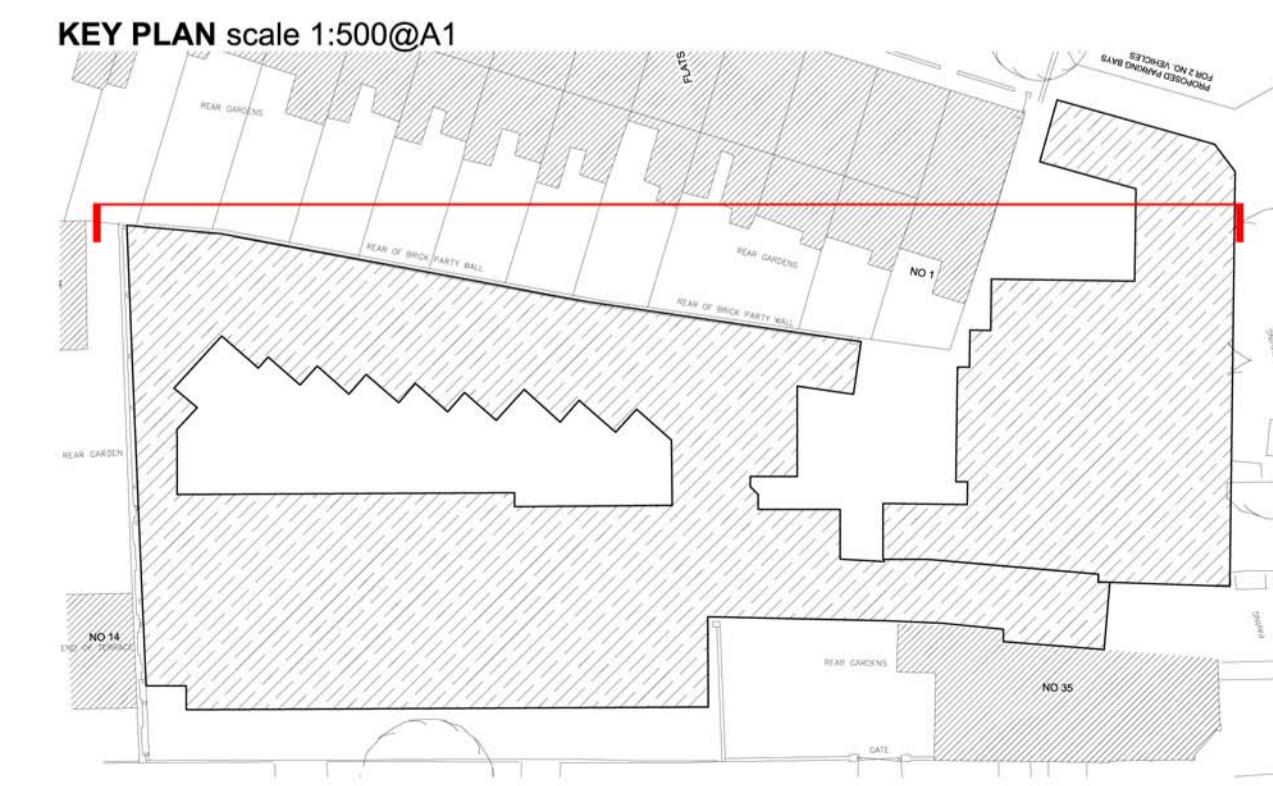 KEY PLAN scale 1:500@A1
PROPOSED PARKING BAYS
FOR 2 NO. VEHICLES
FLATS
REAR GARDENS
REAR OF BRICK PARTY WALL
REAR GARDENS
NO 1
REAR OF BRICK PARTY WALL
REAR GARDEN
NO 14
END OF TERRACE
REAR GARDENS
NO 35
GATE
PAVING